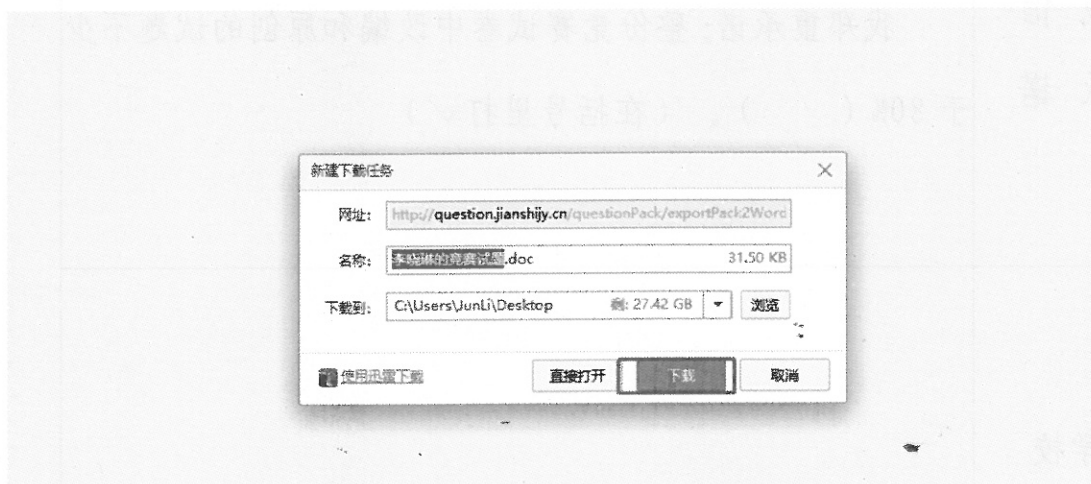 新建下载任务
网址: http://question.jianshijy.cn/questionPack/exportPack2Word
名称: 李晓琳的竞赛试题.doc 31.50 KB
下载到: C:\Users\JunLi\Desktop 剩: 27.42 GB 浏览
使用迅雷下载 直接打开 下载 取消